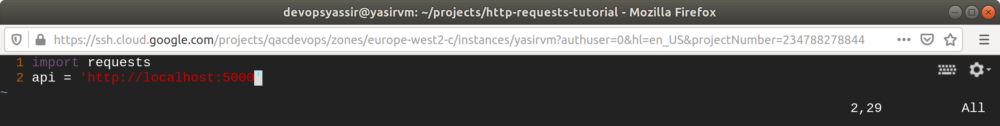 devopsyassir@yasirvm: ~/projects/http-requests-tutorial - Mozilla Firefox
https://ssh.cloud.google.com/projects/qacdevops/zones/europe-west2-c/instances/yasirvm?authuser=0&hl=en_US&projectNumber=234788278844
1 import requests
2 api = 'http://localhost:5000'
~
2,29 All